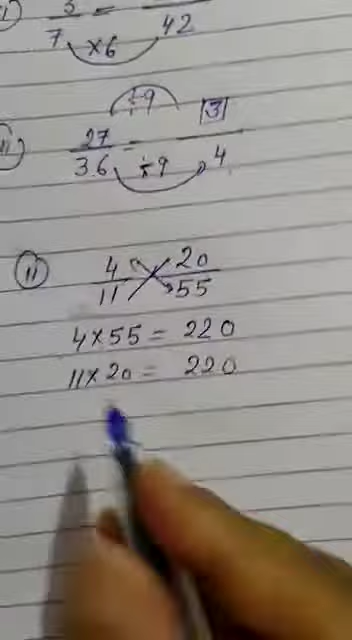 7 ×6 42
÷9
27/36 = 3/4
÷9
(ii) 4/11 20/55
4×55 = 220
11×20 = 220